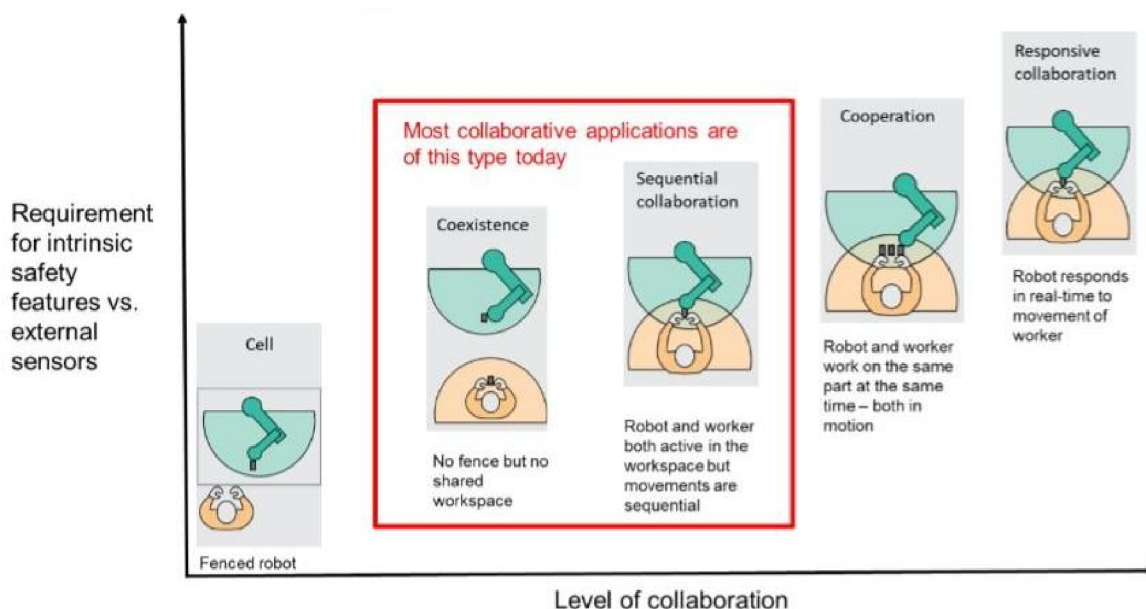 Requirement
for intrinsic
safety
features vs.
external
sensors
Cell
Fenced robot
Most collaborative applications are
of this type today
Coexistence
No fence but no
shared
workspace
Sequential
collaboration
Robot and worker
both active in the
workspace but
movements are
sequential
Cooperation
Robot and worker
work on the same
part at the same
time – both in
motion
Responsive
collaboration
Robot responds
in real-time to
movement of
worker
Level of collaboration